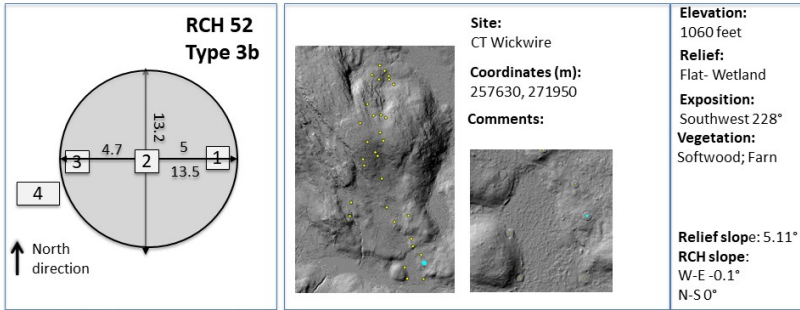 RCH 52
Type 3b
13.2
4.7
5
3
2
1
13.5
4
North
direction
Site:
CT Wickwire
Coordinates (m):
257630, 271950
Comments:
Elevation:
1060 feet
Relief:
Flat- Wetland
Exposition:
Southwest 228°
Vegetation:
Softwood; Farn
Relief slope: 5.11°
RCH slope:
W-E -0.1°
N-S 0°